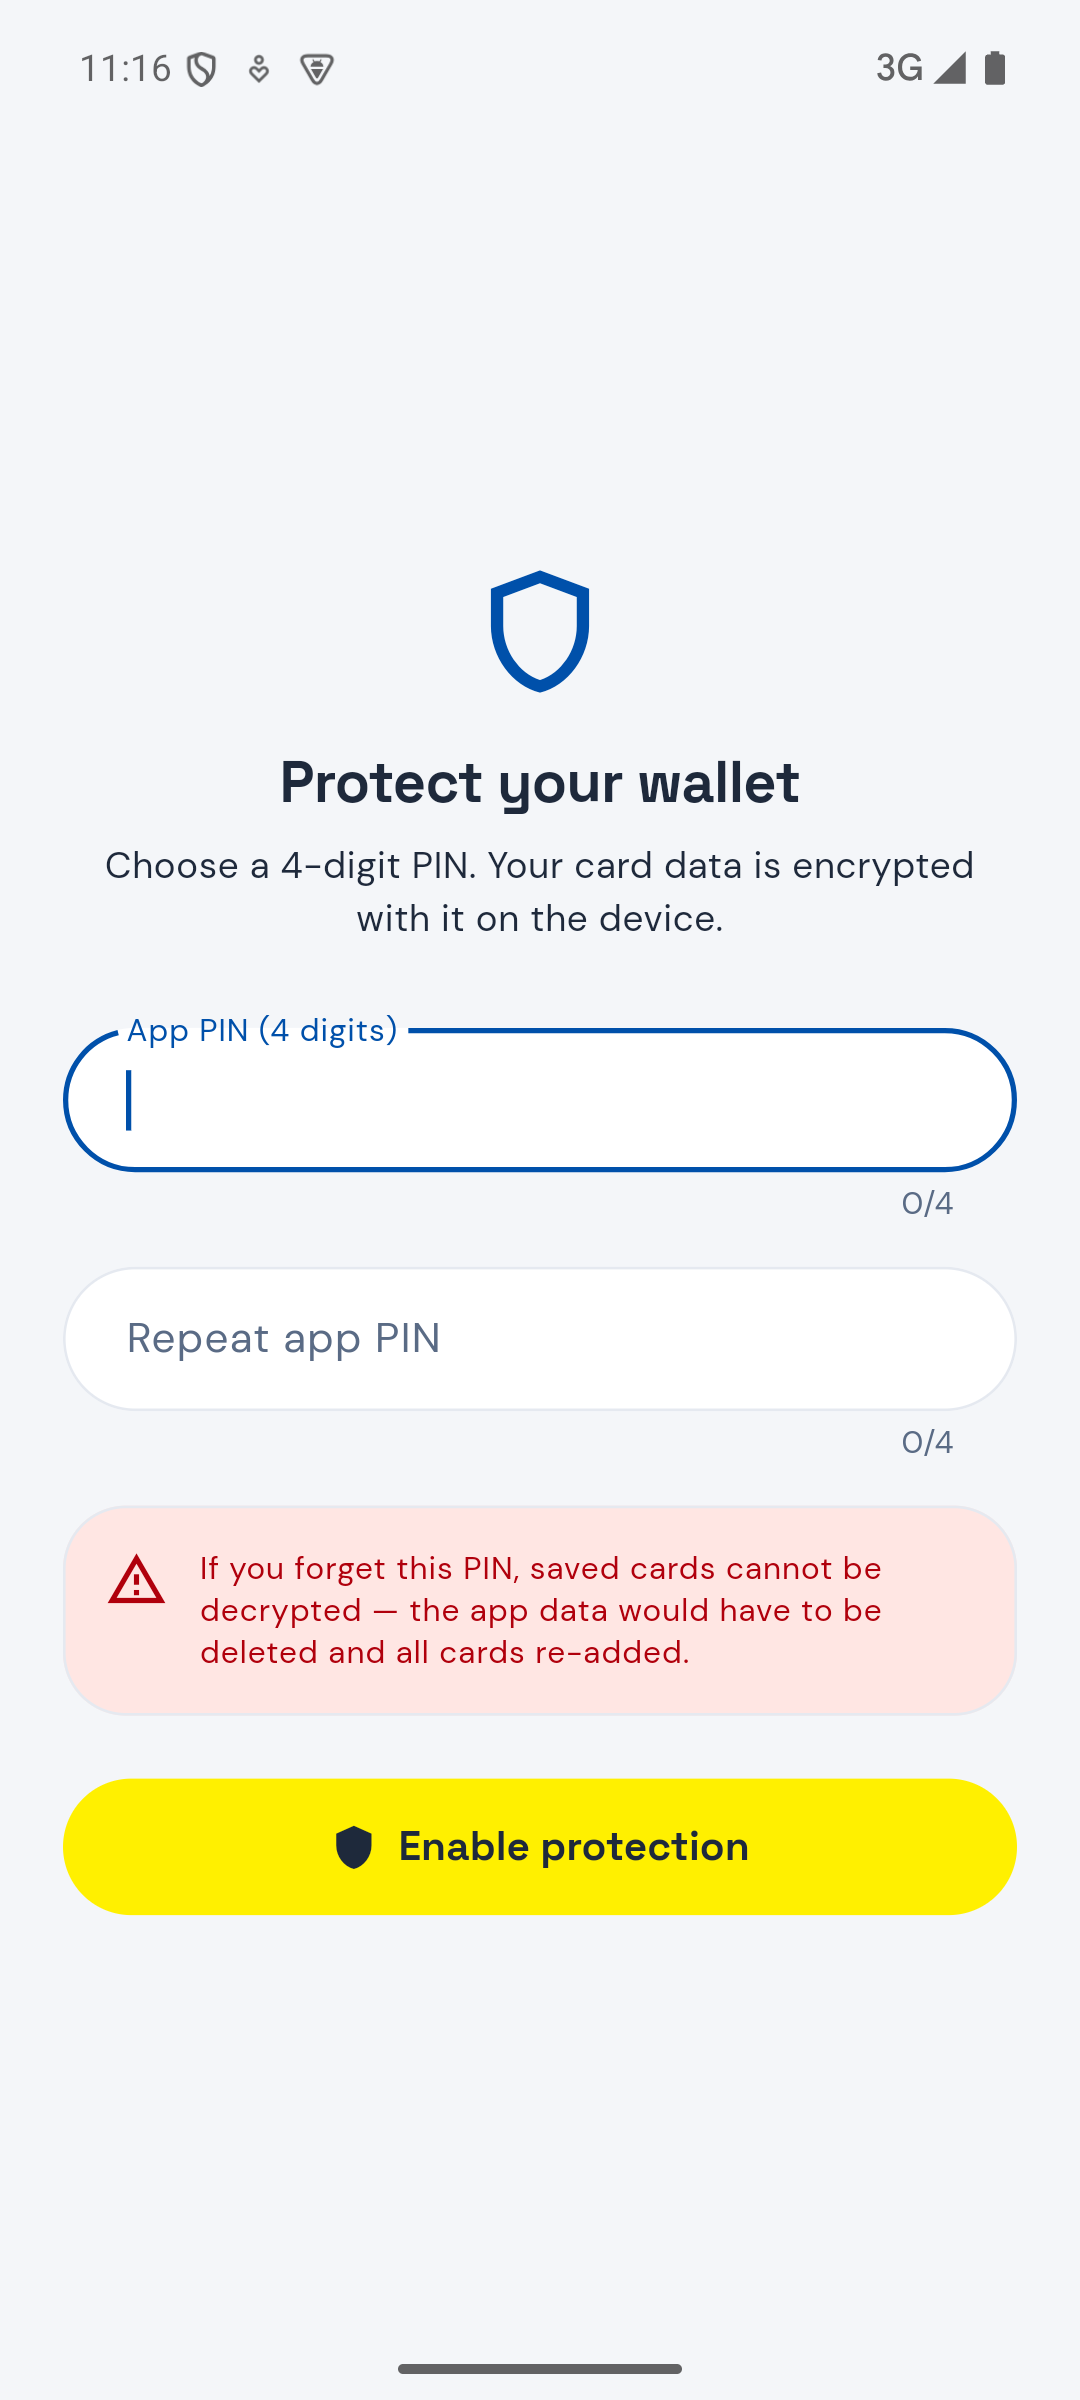 11:16
3G
Protect your wallet
Choose a 4-digit PIN. Your card data is encrypted
with it on the device.
App PIN (4 digits)
0/4
Repeat app PIN
0/4
If you forget this PIN, saved cards cannot be
decrypted — the app data would have to be
deleted and all cards re-added.
Enable protection